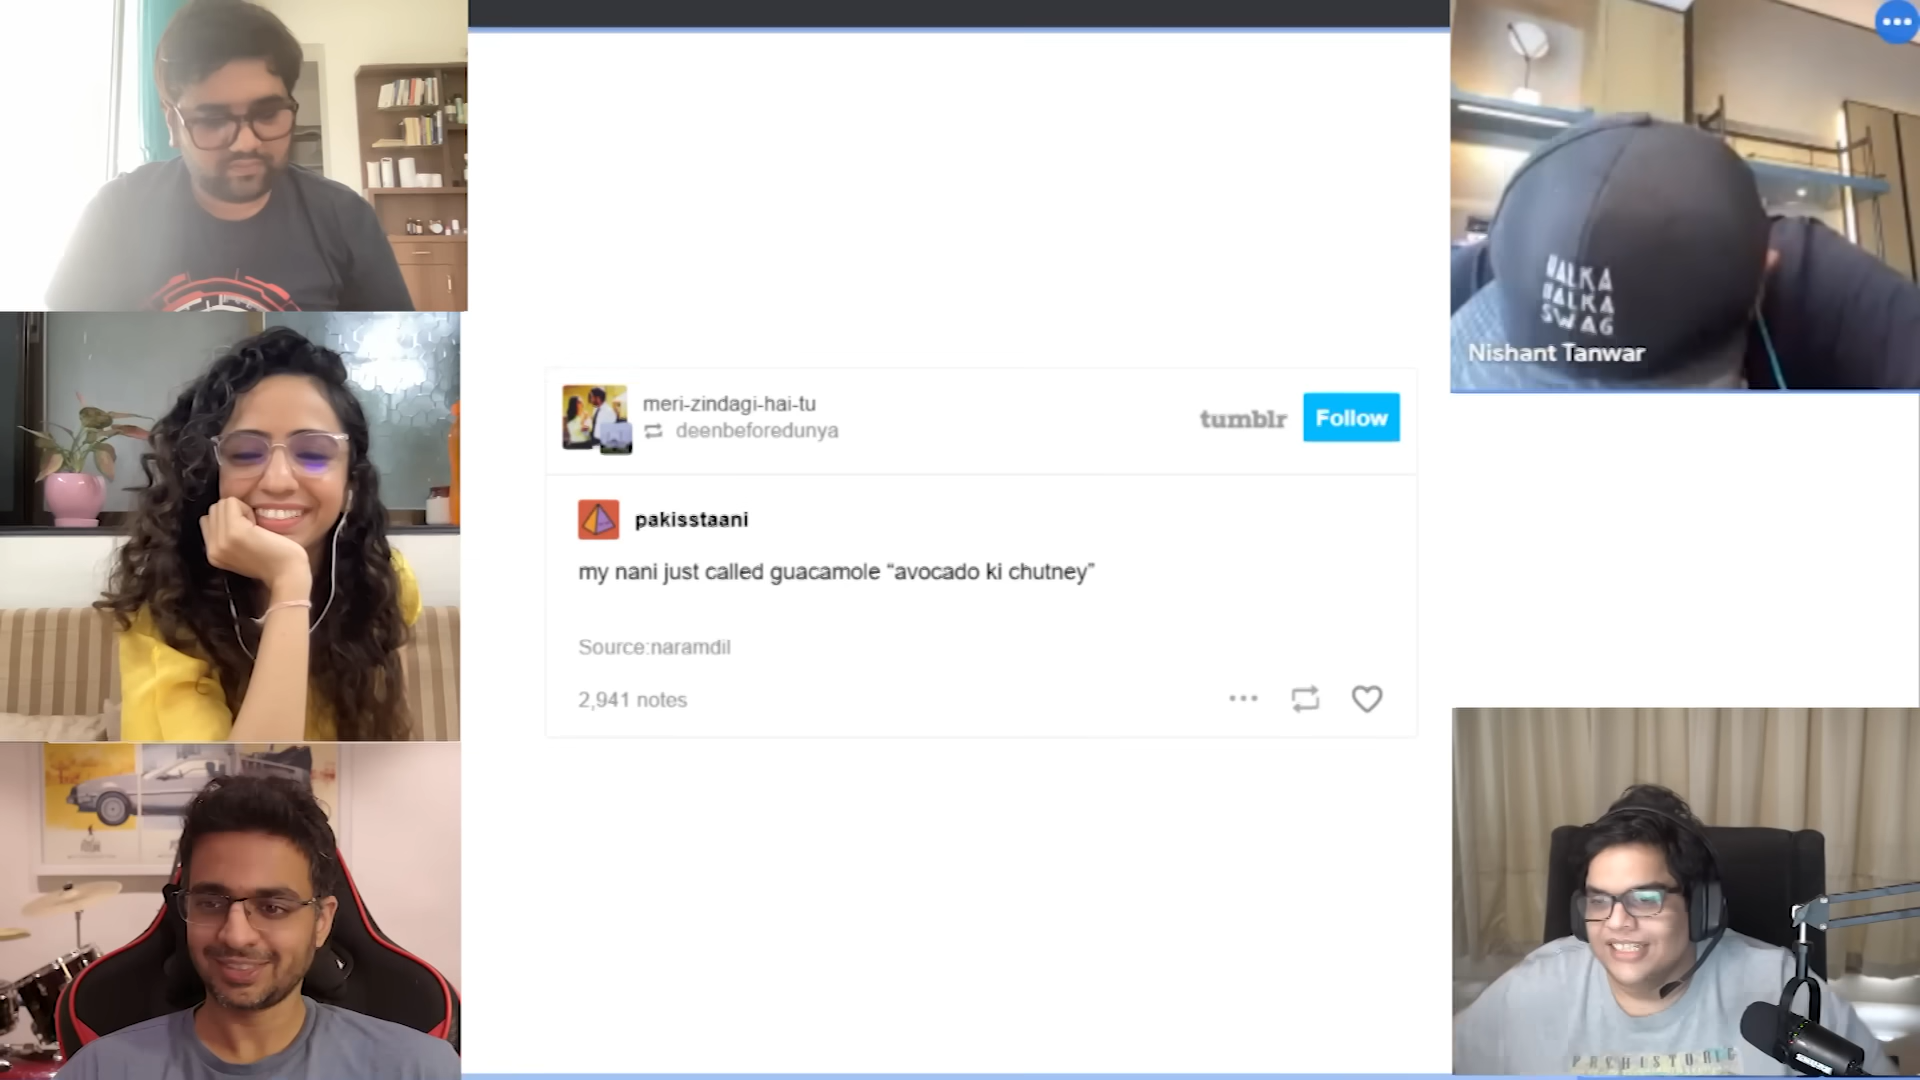 meri-zindagi-hai-tu
deenbeforedunya
tumblr
Follow
pakisstaani
my nani just called guacamole “avocado ki chutney”
Source:naramdil
2,941 notes
HALKA
HALKA
SWAG
Nishant Tanwar
PREHISTORIC